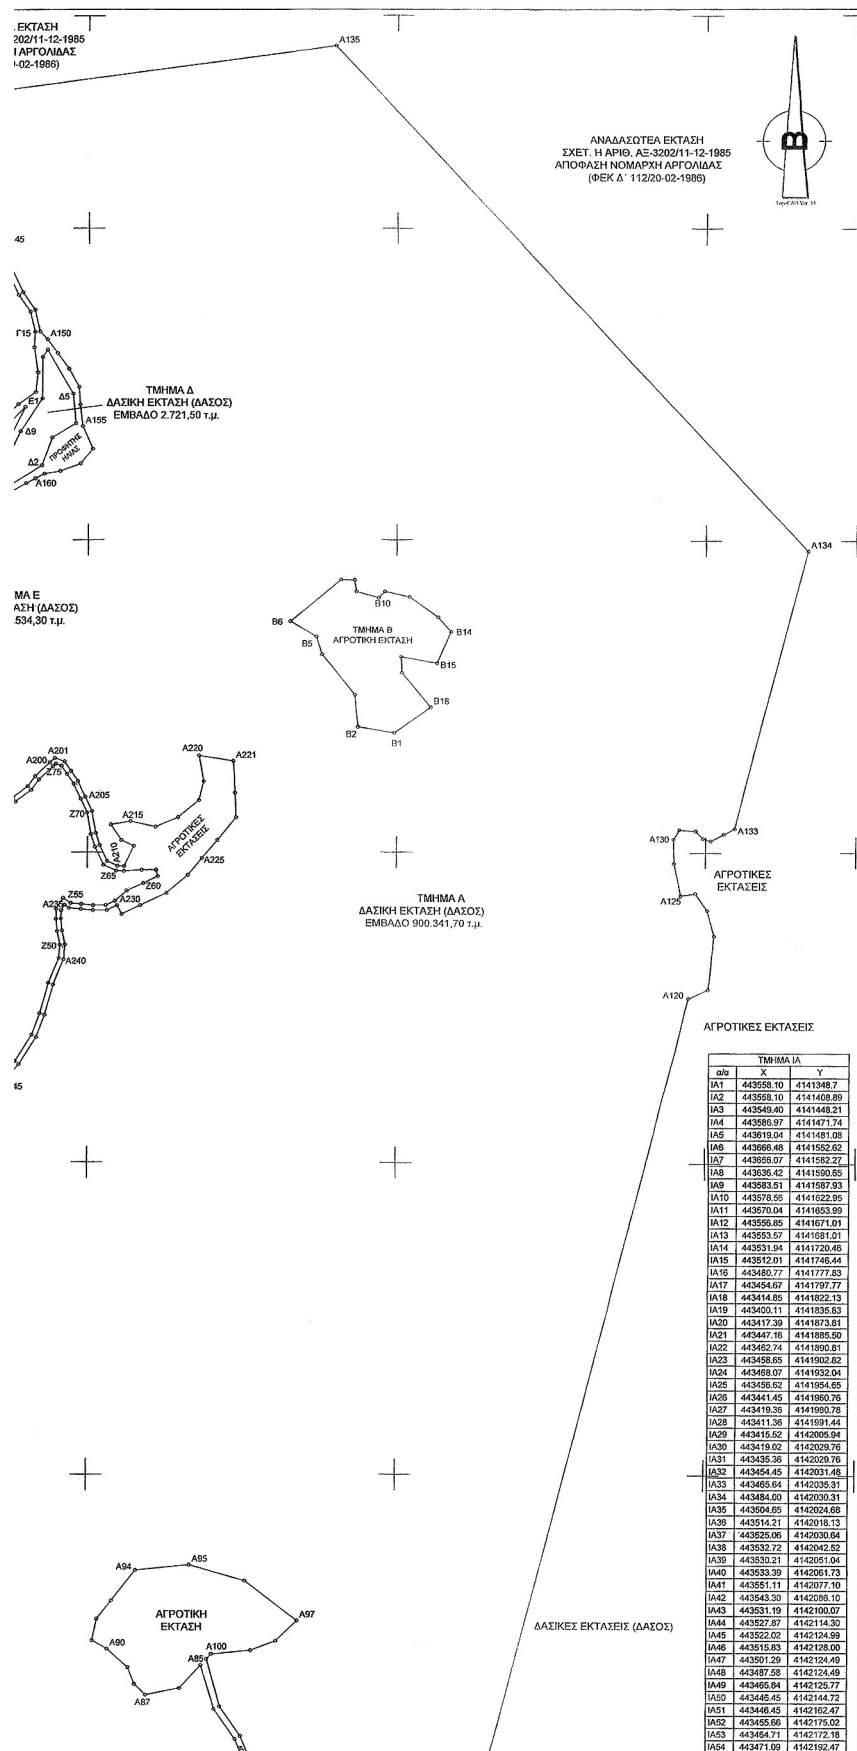 ΕΚΤΑΣΗ
202/11-12-1985
ΑΡΓΟΛΙΔΑΣ
-02-1986)
A135
ΑΝΑΔΑΣΩΤΕΑ ΕΚΤΑΣΗ
ΣΧΕΤ. Η ΑΡΙΘ. ΑΞ-3202/11-12-1985
ΑΠΟΦΑΣΗ ΝΟΜΑΡΧΗ ΑΡΓΟΛΙΔΑΣ
(ΦΕΚ Δ΄ 112/20-02-1986)
B
45
Γ15
A150
ΤΜΗΜΑ Δ
ΔΑΣΙΚΗ ΕΚΤΑΣΗ (ΔΑΣΟΣ)
ΕΜΒΑΔΟ 2.721,50 τ.μ.
E1
Δ5
A155
Δ9
ΠΡΟΦΗΤΗΣ
ΗΛΙΑΣ
Δ2
A160
A134
ΜΑ Ε
ΑΣΗ (ΔΑΣΟΣ)
.534,30 τ.μ.
B10
B6
ΤΜΗΜΑ Β
ΑΓΡΟΤΙΚΗ ΕΚΤΑΣΗ
B14
B5
B15
B18
B2
B1
A220
A221
A201
A200
Z75
A205
Z70
A215
A210
ΑΓΡΟΤΙΚΕΣ
ΕΚΤΑΣΕΙΣ
A225
Z65
Z60
Z55
A235
A230
Z50
A240
A133
A130
ΑΓΡΟΤΙΚΕΣ
ΕΚΤΑΣΕΙΣ
A125
ΤΜΗΜΑ Α
ΔΑΣΙΚΗ ΕΚΤΑΣΗ (ΔΑΣΟΣ)
ΕΜΒΑΔΟ 900.341,70 τ.μ.
A120
ΑΓΡΟΤΙΚΕΣ ΕΚΤΑΣΕΙΣ
45
ΤΜΗΜΑ ΙΑ
α/α X Y
ΙΑ1 443558.10 4141348.7
ΙΑ2 443558.10 4141408.89
ΙΑ3 443549.40 4141448.21
ΙΑ4 443586.97 4141471.74
ΙΑ5 443619.04 4141481.08
ΙΑ6 443666.48 4141552.62
ΙΑ7 443656.07 4141582.27
ΙΑ8 443636.42 4141590.65
ΙΑ9 443583.51 4141587.93
ΙΑ10 443578.56 4141622.95
ΙΑ11 443570.04 4141653.99
ΙΑ12 443556.85 4141671.01
ΙΑ13 443553.57 4141681.01
ΙΑ14 443531.94 4141720.46
ΙΑ15 443512.01 4141746.44
ΙΑ16 443480.77 4141777.83
ΙΑ17 443454.67 4141797.77
ΙΑ18 443414.85 4141822.13
ΙΑ19 443400.11 4141835.83
ΙΑ20 443417.39 4141873.81
ΙΑ21 443447.16 4141885.50
ΙΑ22 443462.74 4141890.81
ΙΑ23 443458.65 4141902.82
ΙΑ24 443468.07 4141932.04
ΙΑ25 443456.62 4141954.65
ΙΑ26 443441.45 4141960.76
ΙΑ27 443419.36 4141980.78
ΙΑ28 443411.36 4141991.44
ΙΑ29 443415.52 4142005.94
ΙΑ30 443419.02 4142029.76
ΙΑ31 443435.36 4142029.76
ΙΑ32 443454.45 4142031.48
ΙΑ33 443465.64 4142035.31
ΙΑ34 443484.00 4142030.31
ΙΑ35 443504.65 4142024.68
ΙΑ36 443514.21 4142018.13
ΙΑ37 443525.06 4142030.64
ΙΑ38 443532.72 4142042.52
ΙΑ39 443530.21 4142051.04
ΙΑ40 443533.39 4142061.73
ΙΑ41 443551.11 4142077.10
ΙΑ42 443543.30 4142086.10
ΙΑ43 443531.19 4142100.07
ΙΑ44 443527.87 4142114.30
ΙΑ45 443522.02 4142124.99
ΙΑ46 443515.83 4142128.00
ΙΑ47 443501.29 4142124.49
ΙΑ48 443487.58 4142124.49
ΙΑ49 443465.84 4142125.77
ΙΑ50 443446.45 4142144.72
ΙΑ51 443446.45 4142162.47
ΙΑ52 443455.66 4142175.02
ΙΑ53 443464.71 4142172.18
ΙΑ54 443471.09 4142192.47
A94
A95
ΑΓΡΟΤΙΚΗ
ΕΚΤΑΣΗ
A97
A90
A100
A85
A87
ΔΑΣΙΚΕΣ ΕΚΤΑΣΕΙΣ (ΔΑΣΟΣ)